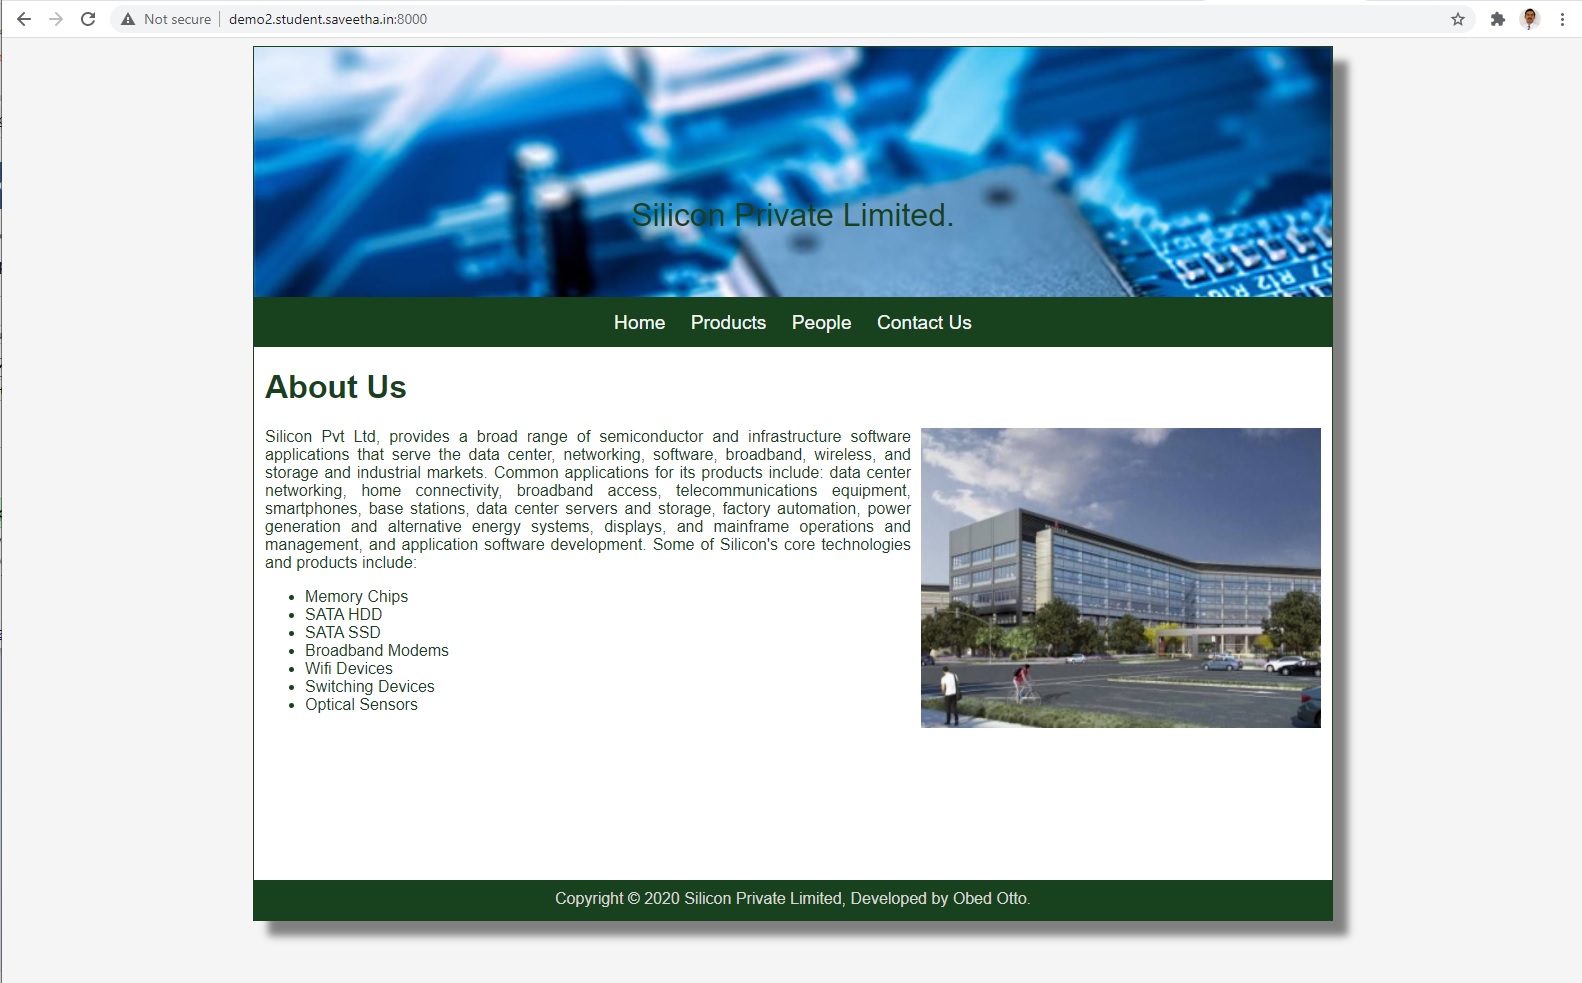 Not secure demo2.student.saveetha.in:8000
Silicon Private Limited.
Home Products People Contact Us
About Us
Silicon Pvt Ltd, provides a broad range of semiconductor and infrastructure software
applications that serve the data center, networking, software, broadband, wireless, and
storage and industrial markets. Common applications for its products include: data center
networking, home connectivity, broadband access, telecommunications equipment,
smartphones, base stations, data center servers and storage, factory automation, power
generation and alternative energy systems, displays, and mainframe operations and
management, and application software development. Some of Silicon's core technologies
and products include:
Memory Chips
SATA HDD
SATA SSD
Broadband Modems
Wifi Devices
Switching Devices
Optical Sensors
Copyright © 2020 Silicon Private Limited, Developed by Obed Otto.